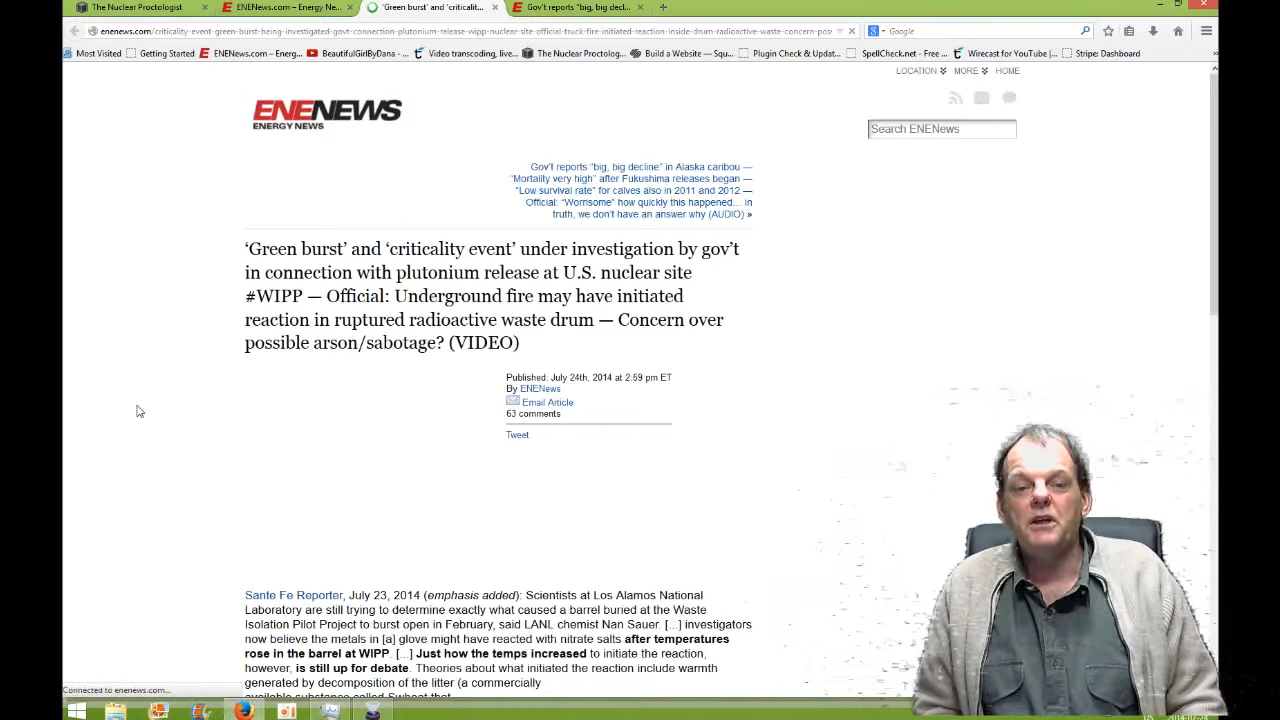 The Nuclear Proctologist
ENENews.com – Energy Ne...
'Green burst' and 'criticalit...
Gov't reports "big, big decl...
enenews.com/criticality-event-green-burst-being-investigated-govt-connection-plutonium-release-wipp-nuclear-site-official-truck-fire-initiated-reaction-inside-drum-radioactive-waste-concern-pos
Google
Most Visited
Getting Started
ENENews.com – Energ...
BeautifulGirlByDana - ...
Video transcoding, live...
The Nuclear Proctolog...
Build a Website — Squ...
Plugin Check & Updat...
SpellChecker.net - Free ...
Wirecast for YouTube |...
Stripe: Dashboard
LOCATION MORE HOME
ENENEWS
ENERGY NEWS
Search ENENews
Gov't reports "big, big decline" in Alaska caribou —
"Mortality very high" after Fukushima releases began —
"Low survival rate" for calves also in 2011 and 2012 —
Official: "Worrisome" how quickly this happened… in
truth, we don't have an answer why (AUDIO) »
'Green burst' and 'criticality event' under investigation by gov't
in connection with plutonium release at U.S. nuclear site
#WIPP — Official: Underground fire may have initiated
reaction in ruptured radioactive waste drum — Concern over
possible arson/sabotage? (VIDEO)
Published: July 24th, 2014 at 2:59 pm ET
By ENENews
Email Article
63 comments
Tweet
Sante Fe Reporter, July 23, 2014 (emphasis added): Scientists at Los Alamos National
Laboratory are still trying to determine exactly what caused a barrel buried at the Waste
Isolation Pilot Project to burst open in February, said LANL chemist Nan Sauer. [...] investigators
now believe the metals in [a] glove might have reacted with nitrate salts after temperatures
rose in the barrel at WIPP. [...] Just how the temps increased to initiate the reaction,
however, is still up for debate. Theories about what initiated the reaction include warmth
generated by decomposition of the litter (a commercially
available substance called Swheat that
Connected to enenews.com...
2014-07-24